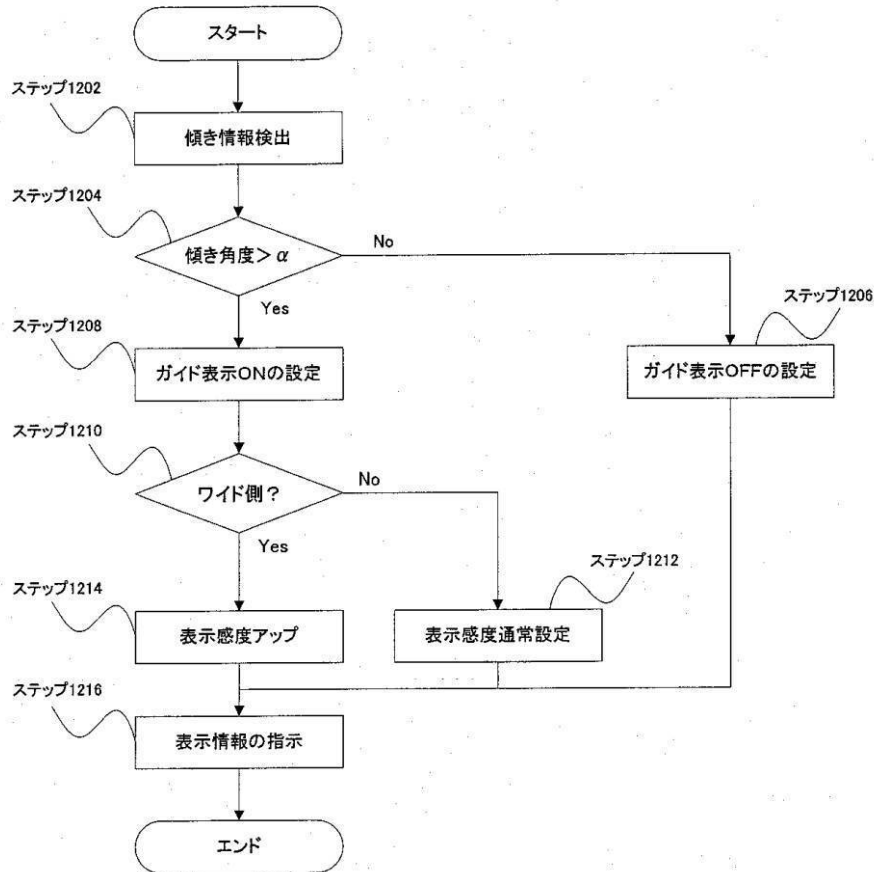 スタート
ステップ1202
傾き情報検出
ステップ1204
傾き角度>α
No
Yes
ステップ1206
ステップ1208
ガイド表示ONの設定
ガイド表示OFFの設定
ステップ1210
ワイド側?
No
Yes
ステップ1212
ステップ1214
表示感度アップ
表示感度通常設定
ステップ1216
表示情報の指示
エンド